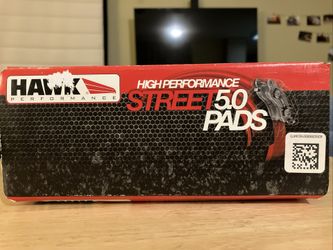 HAWK
PERFORMANCE
HIGH PERFORMANCE
STREET 5.0
PADS